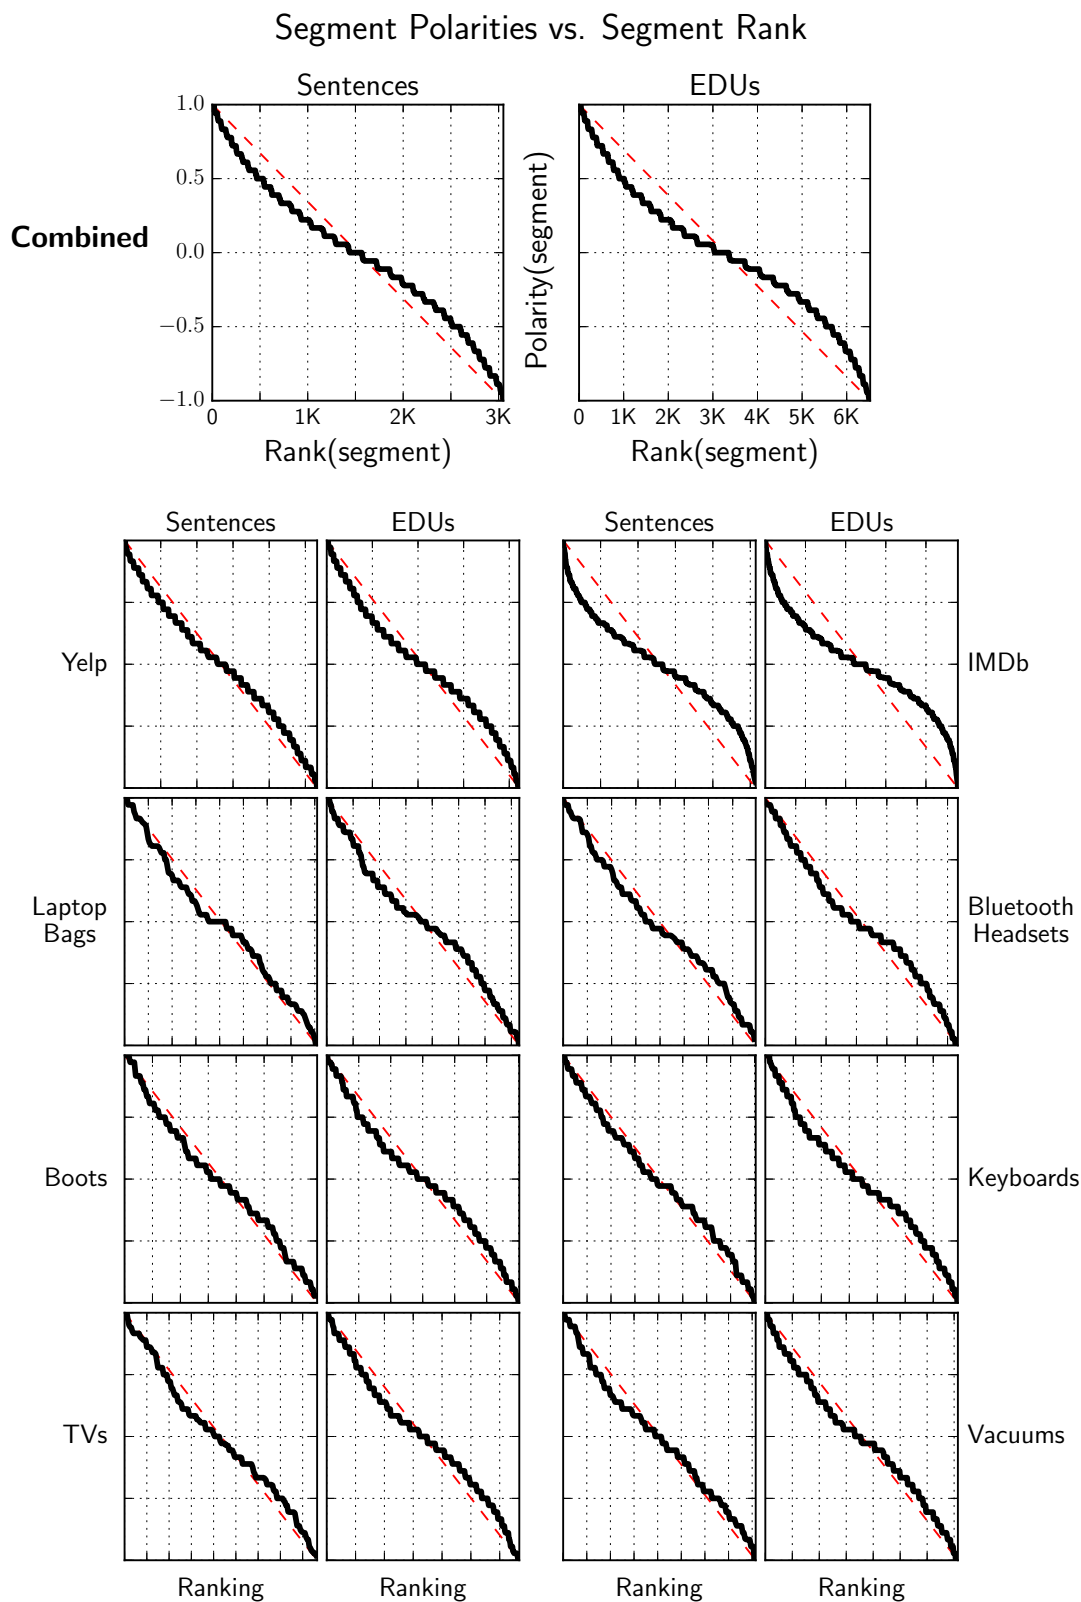 Segment Polarities vs. Segment Rank
Sentences
EDUs
Combined
1.0
0.5
0.0
−0.5
−1.0
0 1K 2K 3K
Rank(segment)
Polarity(segment)
0 1K 2K 3K 4K 5K 6K
Rank(segment)
Sentences EDUs Sentences EDUs
Yelp
IMDb
Laptop
Bags
Bluetooth
Headsets
Boots
Keyboards
TVs
Vacuums
Ranking Ranking Ranking Ranking